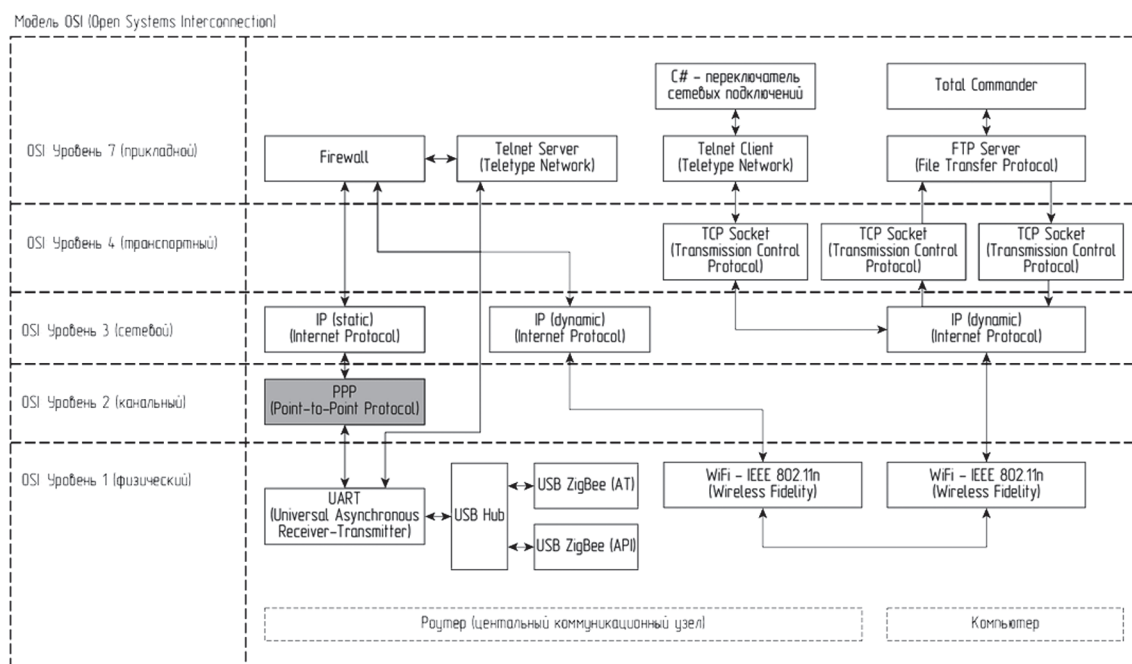 Модель OSI (Open Systems Interconnection)
C# – переключатель
сетевых подключений
Total Commander
OSI Уровень 7 (прикладной)
Firewall
Telnet Server
(Teletype Network)
Telnet Client
(Teletype Network)
FTP Server
(File Transfer Protocol)
OSI Уровень 4 (транспортный)
TCP Socket
(Transmission Control
Protocol)
TCP Socket
(Transmission Control
Protocol)
TCP Socket
(Transmission Control
Protocol)
OSI Уровень 3 (сетевой)
IP (static)
(Internet Protocol)
IP (dynamic)
(Internet Protocol)
IP (dynamic)
(Internet Protocol)
OSI Уровень 2 (канальный)
PPP
(Point-to-Point Protocol)
OSI Уровень 1 (физический)
UART
(Universal Asynchronous
Receiver-Transmitter)
USB Hub
USB ZigBee (AT)
USB ZigBee (API)
WiFi – IEEE 802.11n
(Wireless Fidelity)
WiFi – IEEE 802.11n
(Wireless Fidelity)
Роутер (центральный коммуникационный узел)
Компьютер